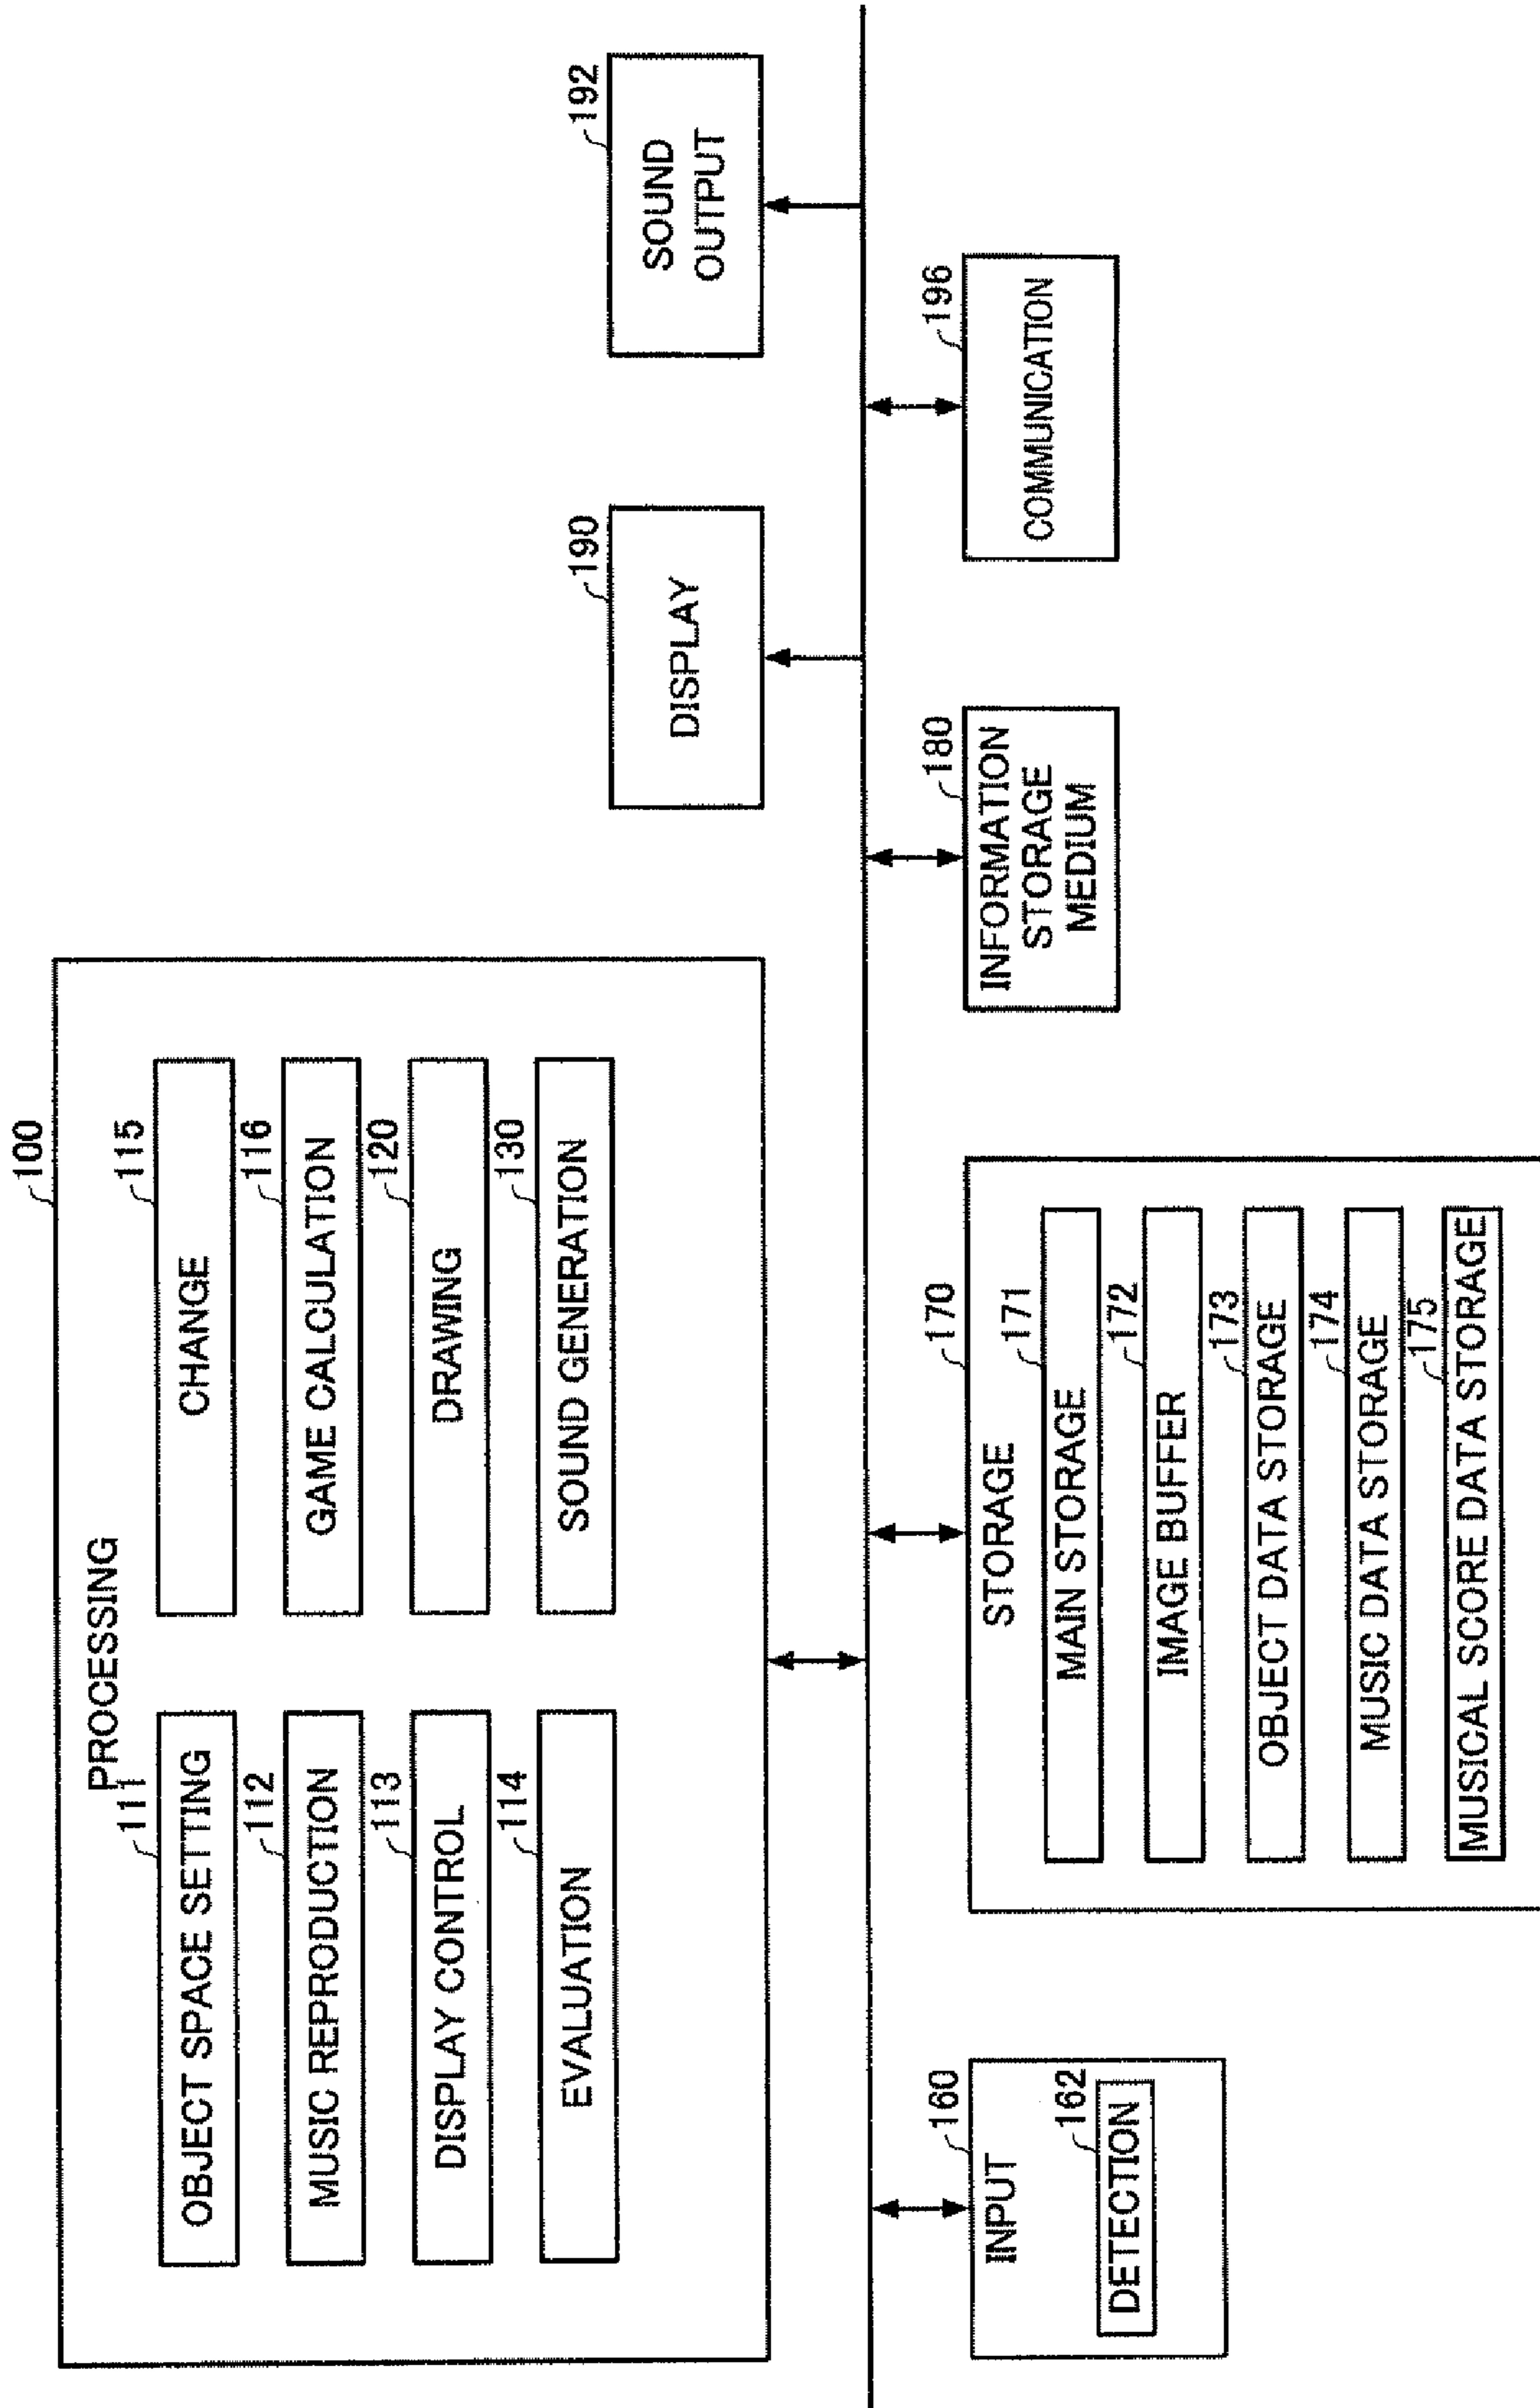 100
PROCESSING
111
OBJECT SPACE SETTING
112
MUSIC REPRODUCTION
113
DISPLAY CONTROL
114
EVALUATION
115
CHANGE
116
GAME CALCULATION
120
DRAWING
130
SOUND GENERATION
190
DISPLAY
192
SOUND
OUTPUT
160
INPUT
162
DETECTION
170
STORAGE
171
MAIN STORAGE
172
IMAGE BUFFER
173
OBJECT DATA STORAGE
174
MUSIC DATA STORAGE
175
MUSICAL SCORE DATA STORAGE
180
INFORMATION
STORAGE
MEDIUM
196
COMMUNICATION